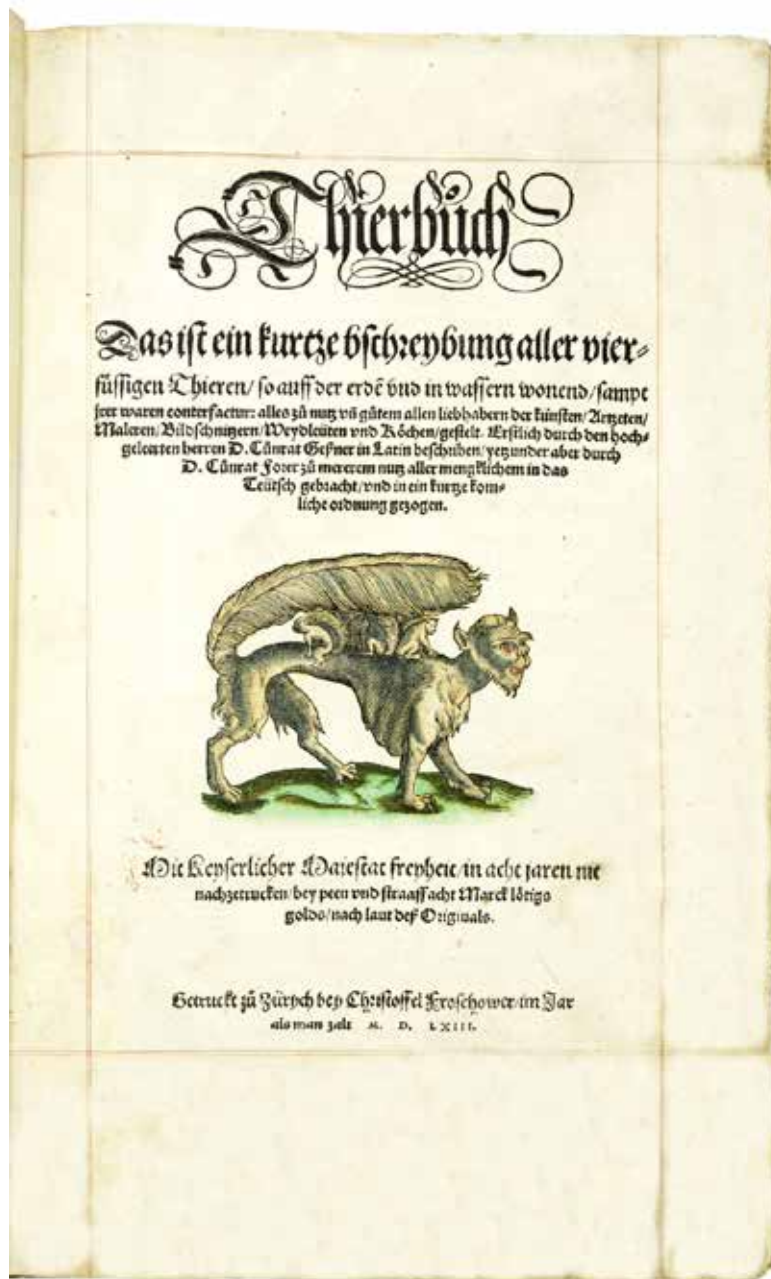 Thierbůch
Das ist ein kurtze bschreybung aller vier⸗
füssigen Thieren / so auff der erdẽ vnd in wassern wonend / sampt
jrer waren conterfactur: alles zů nutz vñ gůtem allen liebhabern der künsten / Artzeten /
Maleren / Bildschnitzern / Weydleüten vnd Köchen / gestelt. Erstlich durch den hoch⸗
geleerten herren D. Cůnrat Geßner in Latin beschriben / yetzunder aber durch
D. Cůnrat Forer zů mererem nutz aller mengklichem in das
Teütsch gebracht / vnd in ein kurtze kom⸗
liche ordnung gezogen.
Mit Keyserlicher Maiestat freyheit / in acht jaren nit
nachzetrucken / bey peen vnd straaff acht Marck lötigs
golds / nach laut deß Originals.
Getruckt zů Zürych bey Christoffel Froschower / im Jar
als man zalt M. D. LXIII.